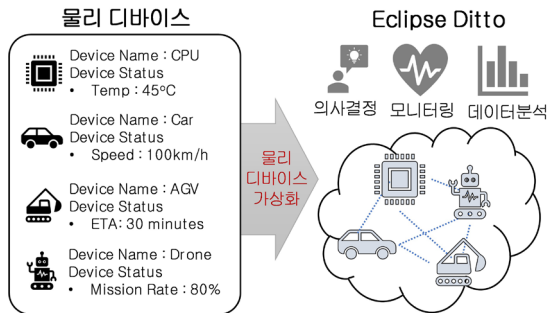 물리 디바이스
Device Name : CPU
Device Status
• Temp : 45℃
Device Name : Car
Device Status
• Speed : 100km/h
Device Name : AGV
Device Status
• ETA: 30 minutes
Device Name : Drone
Device Status
• Mission Rate : 80%
물리
디바이스
가상화
Eclipse Ditto
의사결정 모니터링 데이터분석